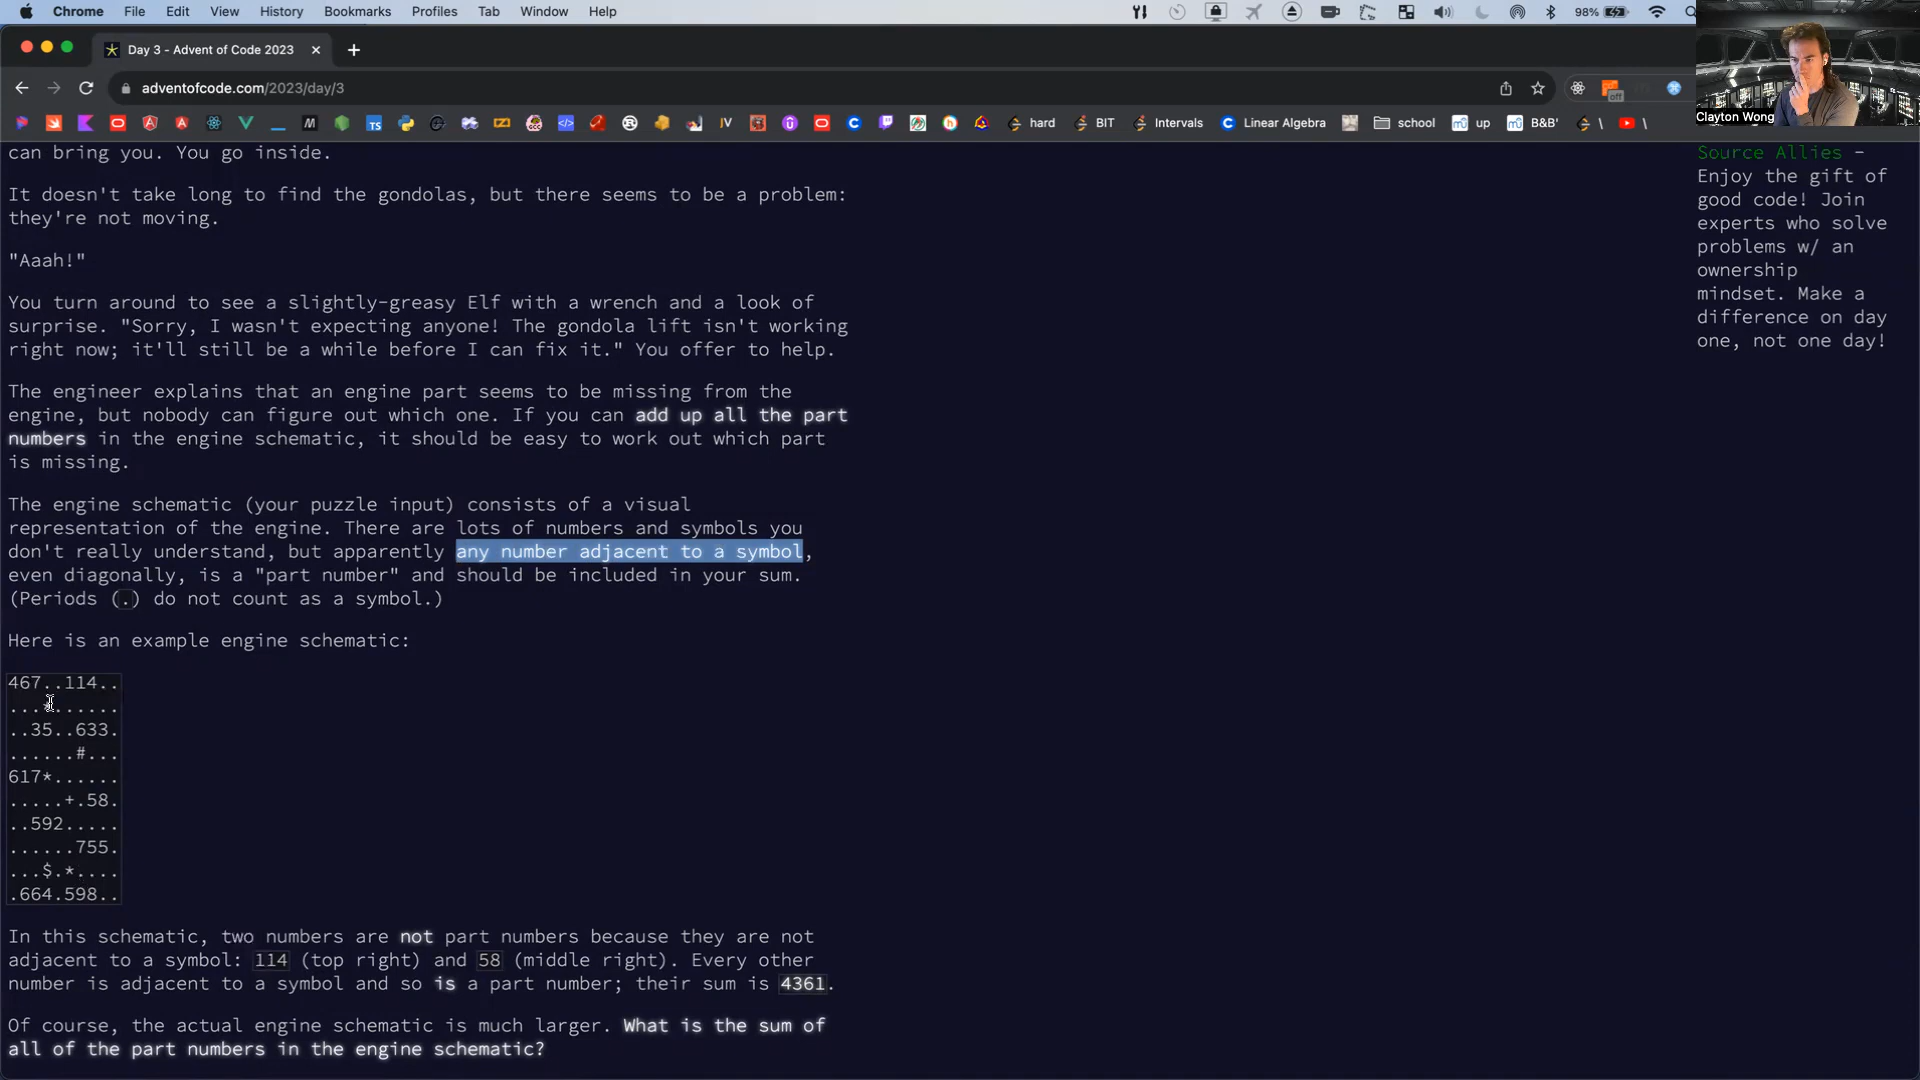 Chrome File Edit View History Bookmarks Profiles Tab Window Help 98%
Day 3 - Advent of Code 2023
adventofcode.com/2023/day/3
off
TS IV hard BIT Intervals Linear Algebra school up B&B' \ \
Clayton Wong
can bring you. You go inside.
It doesn't take long to find the gondolas, but there seems to be a problem:
they're not moving.
"Aaah!"
You turn around to see a slightly-greasy Elf with a wrench and a look of
surprise. "Sorry, I wasn't expecting anyone! The gondola lift isn't working
right now; it'll still be a while before I can fix it." You offer to help.
The engineer explains that an engine part seems to be missing from the
engine, but nobody can figure out which one. If you can add up all the part
numbers in the engine schematic, it should be easy to work out which part
is missing.
The engine schematic (your puzzle input) consists of a visual
representation of the engine. There are lots of numbers and symbols you
don't really understand, but apparently any number adjacent to a symbol,
even diagonally, is a "part number" and should be included in your sum.
(Periods (.) do not count as a symbol.)
Here is an example engine schematic:
467..114..
...*......
..35..633.
......#...
617*......
.....+.58.
..592.....
......755.
...$.*....
.664.598..
In this schematic, two numbers are not part numbers because they are not
adjacent to a symbol: 114 (top right) and 58 (middle right). Every other
number is adjacent to a symbol and so is a part number; their sum is 4361.
Of course, the actual engine schematic is much larger. What is the sum of
all of the part numbers in the engine schematic?
Source Allies -
Enjoy the gift of
good code! Join
experts who solve
problems w/ an
ownership
mindset. Make a
difference on day
one, not one day!